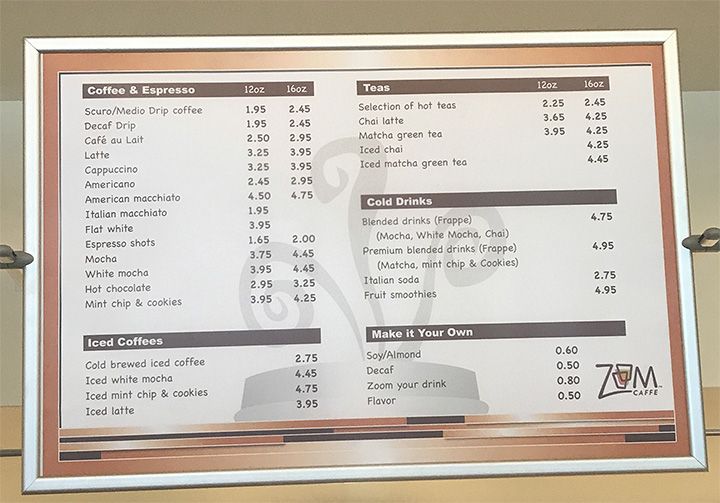 Coffee & Espresso 12oz 16oz
Scuro/Medio Drip coffee 1.95 2.45
Decaf Drip 1.95 2.45
Café au Lait 2.50 2.95
Latte 3.25 3.95
Cappuccino 3.25 3.95
Americano 2.45 2.95
American macchiato 4.50 4.75
Italian macchiato 1.95
Flat white 3.95
Espresso shots 1.65 2.00
Mocha 3.75 4.45
White mocha 3.95 4.45
Hot chocolate 2.95 3.25
Mint chip & cookies 3.95 4.25
Iced Coffees
Cold brewed iced coffee 2.75
Iced white mocha 4.45
Iced mint chip & cookies 4.75
Iced latte 3.95
Teas 12oz 16oz
Selection of hot teas 2.25 2.45
Chai latte 3.65 4.25
Matcha green tea 3.95 4.25
Iced chai 4.25
Iced matcha green tea 4.45
Cold Drinks
Blended drinks (Frappe) 4.75
(Mocha, White Mocha, Chai)
Premium blended drinks (Frappe) 4.95
(Matcha, mint chip & Cookies)
Italian soda 2.75
Fruit smoothies 4.95
Make it Your Own
Soy/Almond 0.60
Decaf 0.50
Zoom your drink 0.80
Flavor 0.50
ZOOM
CAFFE